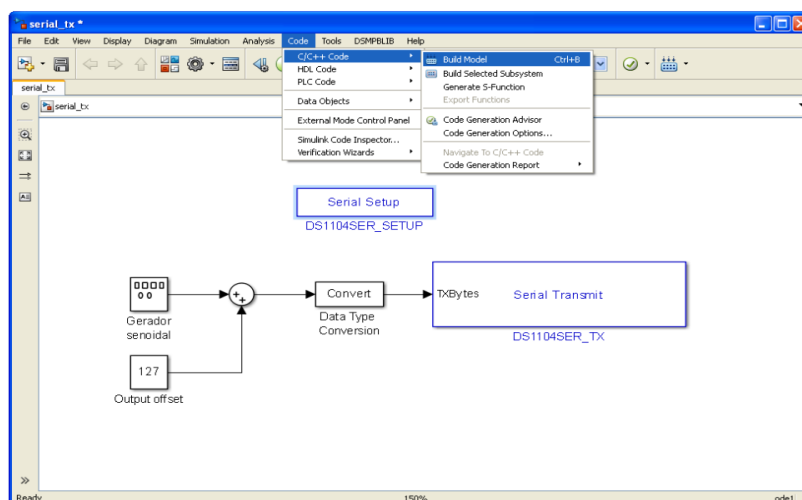 serial_tx *
File Edit View Display Diagram Simulation Analysis Code Tools DSMPBLIB Help
serial_tx
serial_tx
C/C++ Code
HDL Code
PLC Code
Data Objects
External Mode Control Panel
Simulink Code Inspector...
Verification Wizards
Build Model Ctrl+B
Build Selected Subsystem
Generate S-Function
Export Functions
Code Generation Advisor
Code Generation Options...
Navigate To C/C++ Code
Code Generation Report
Serial Setup
DS1104SER_SETUP
Gerador
senoidal
127
Output offset
Convert
Data Type
Conversion
TXBytes
Serial Transmit
DS1104SER_TX
Ready 150% ode1